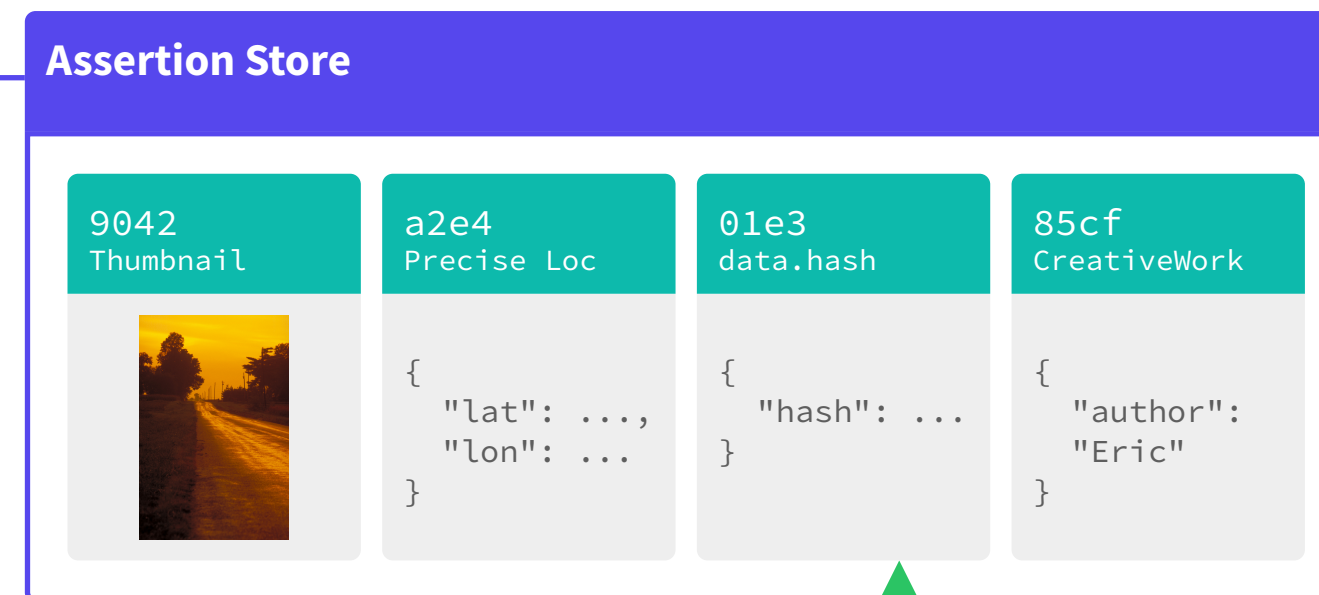 Assertion Store
9042
Thumbnail
a2e4
Precise Loc
{
"lat": ...,
"lon": ...
}
01e3
data.hash
{
"hash": ...
}
85cf
CreativeWork
{
"author":
"Eric"
}